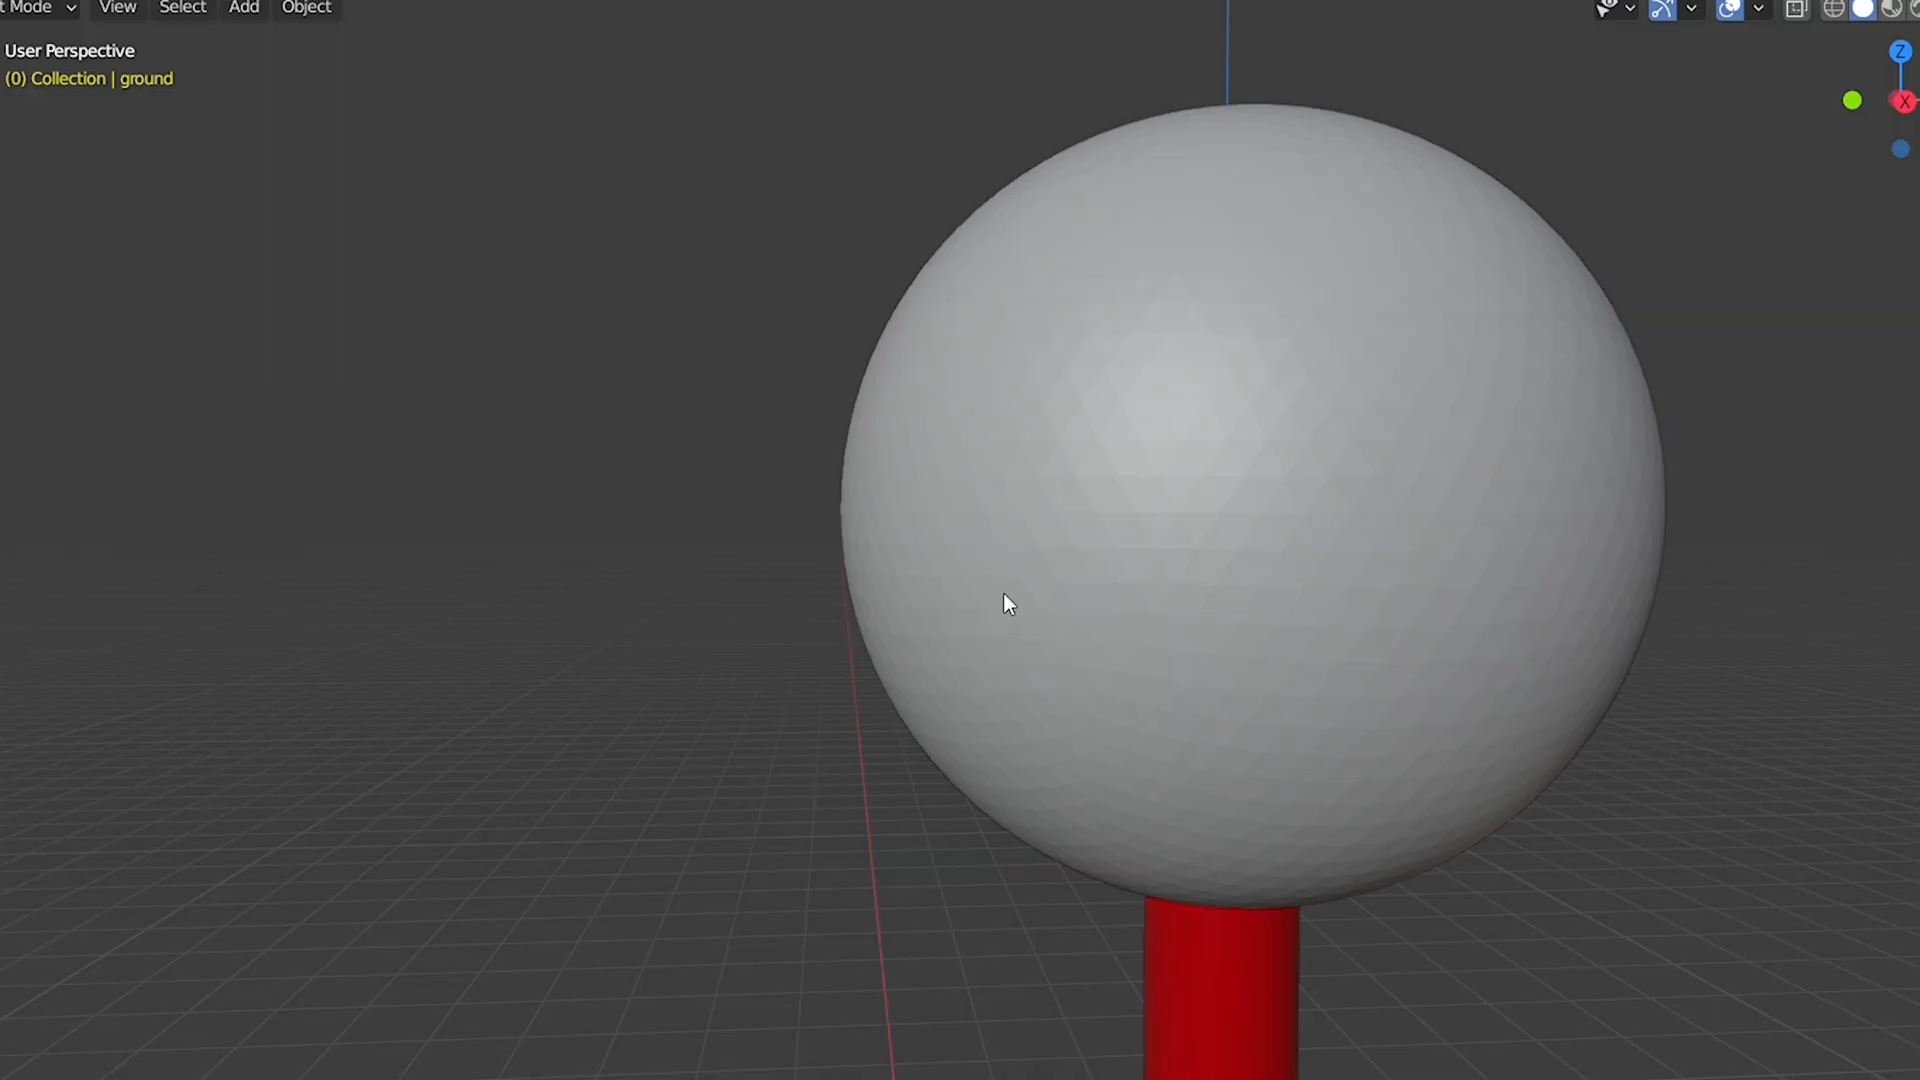 t Mode View Select Add Object
User Perspective
(0) Collection | ground
Z
X